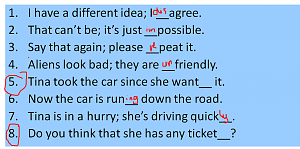 1. I have a different idea; I disagree.
2. That can't be; it's just impossible.
3. Say that again; please repeat it.
4. Aliens look bad; they are unfriendly.
5. Tina took the car since she want__ it.
6. Now the car is running down the road.
7. Tina is in a hurry; she's driving quickly.
8. Do you think that she has any ticket__?